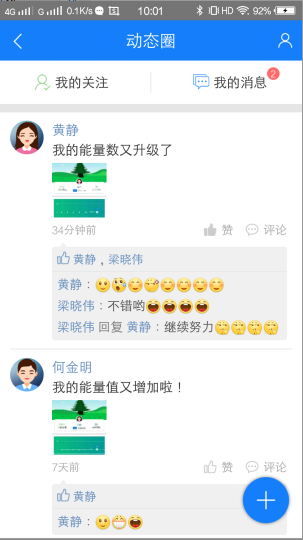 4G G 0.1K/s 10:01 HD 92%
动态圈
我的关注 我的消息 2
黄静
我的能量数又升级了
34分钟前 赞 评论
黄静，梁晓伟
黄静：
梁晓伟：不错哟
梁晓伟 回复 黄静：继续努力
何金明
我的能量值又增加啦！
7天前 赞 评论
黄静
黄静：